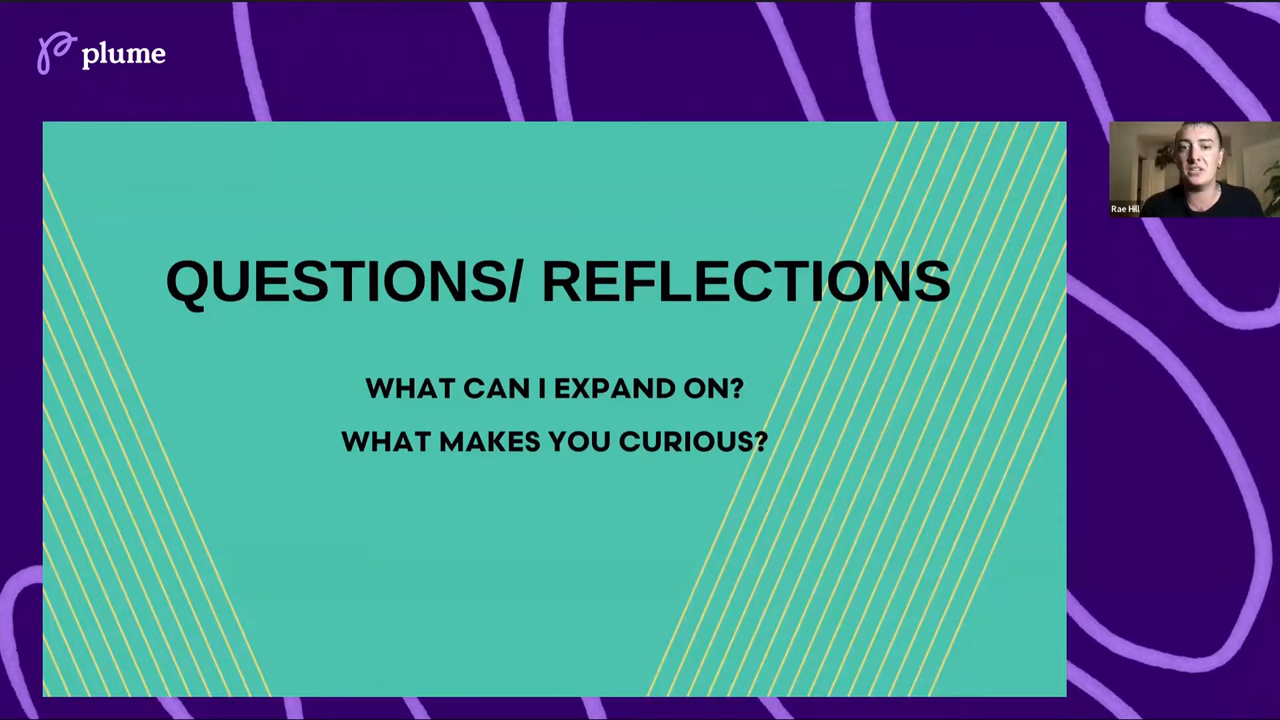 plume
QUESTIONS/ REFLECTIONS
WHAT CAN I EXPAND ON?
WHAT MAKES YOU CURIOUS?
Rae Hill